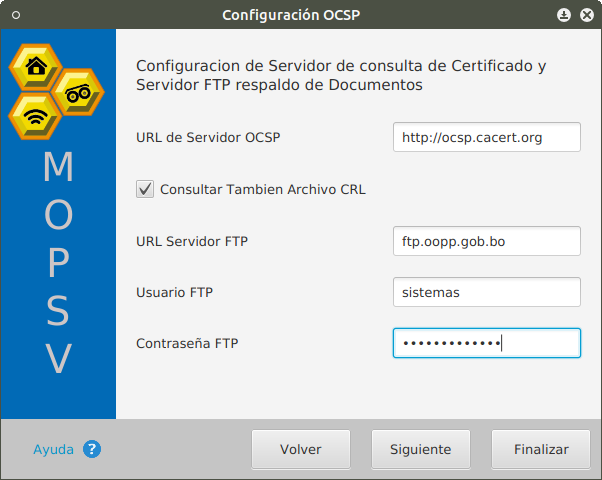 Configuración OCSP
Configuracion de Servidor de consulta de Certificado y
Servidor FTP respaldo de Documentos
URL de Servidor OCSP
http://ocsp.cacert.org
Consultar Tambien Archivo CRL
URL Servidor FTP
ftp.oopp.gob.bo
Usuario FTP
sistemas
Contraseña FTP
•••••••••••••
M
O
P
S
V
Ayuda ?
Volver
Siguiente
Finalizar